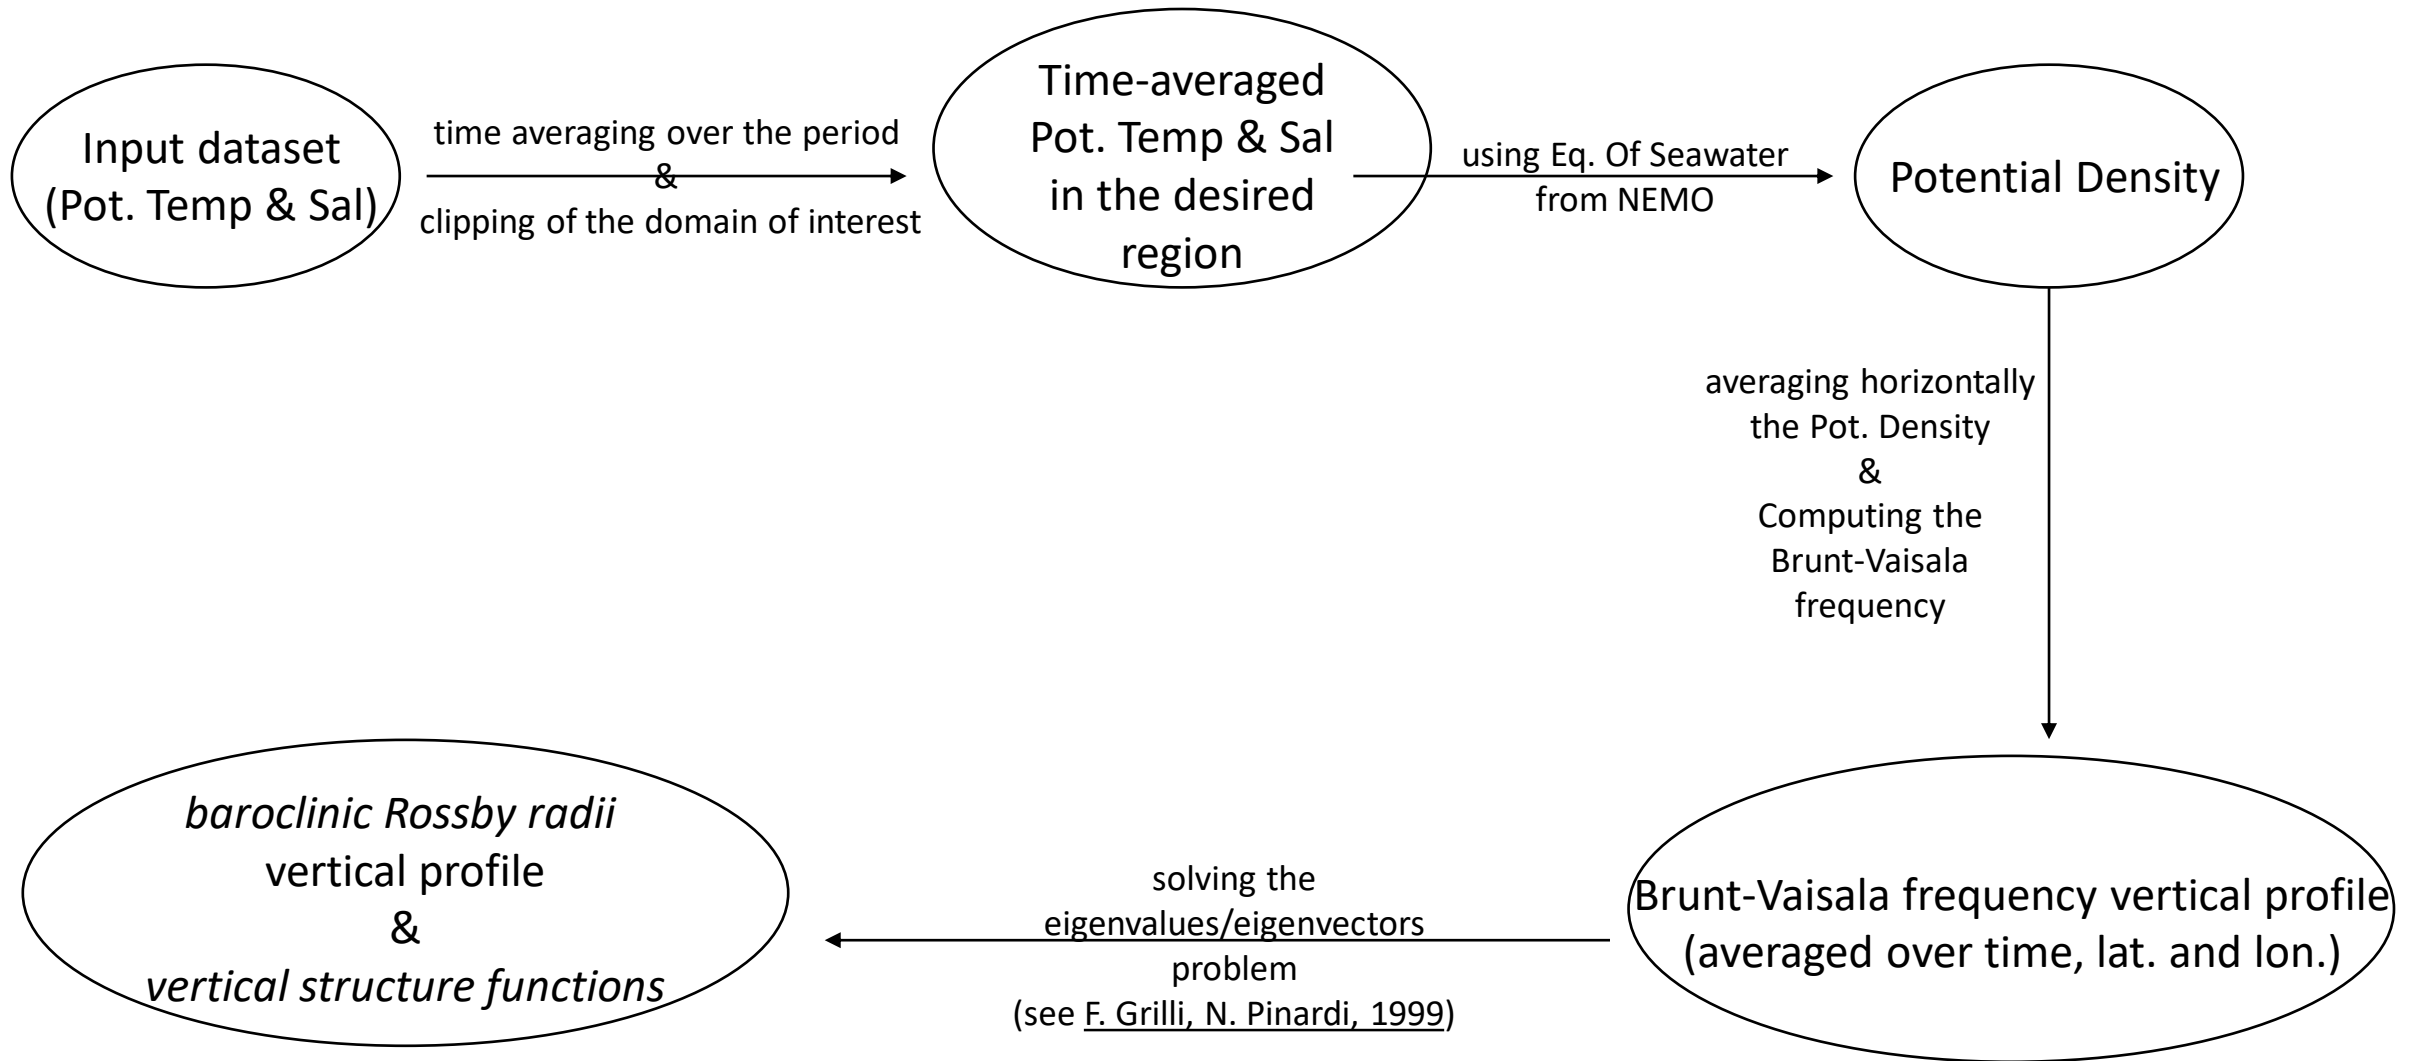 Input dataset
(Pot. Temp & Sal)
time averaging over the period
&
clipping of the domain of interest
Time-averaged
Pot. Temp & Sal
in the desired
region
using Eq. Of Seawater
from NEMO
Potential Density
averaging horizontally
the Pot. Density
&
Computing the
Brunt-Vaisala
frequency
Brunt-Vaisala frequency vertical profile
(averaged over time, lat. and lon.)
solving the
eigenvalues/eigenvectors
problem
(see F. Grilli, N. Pinardi, 1999)
baroclinic Rossby radii
vertical profile
&
vertical structure functions